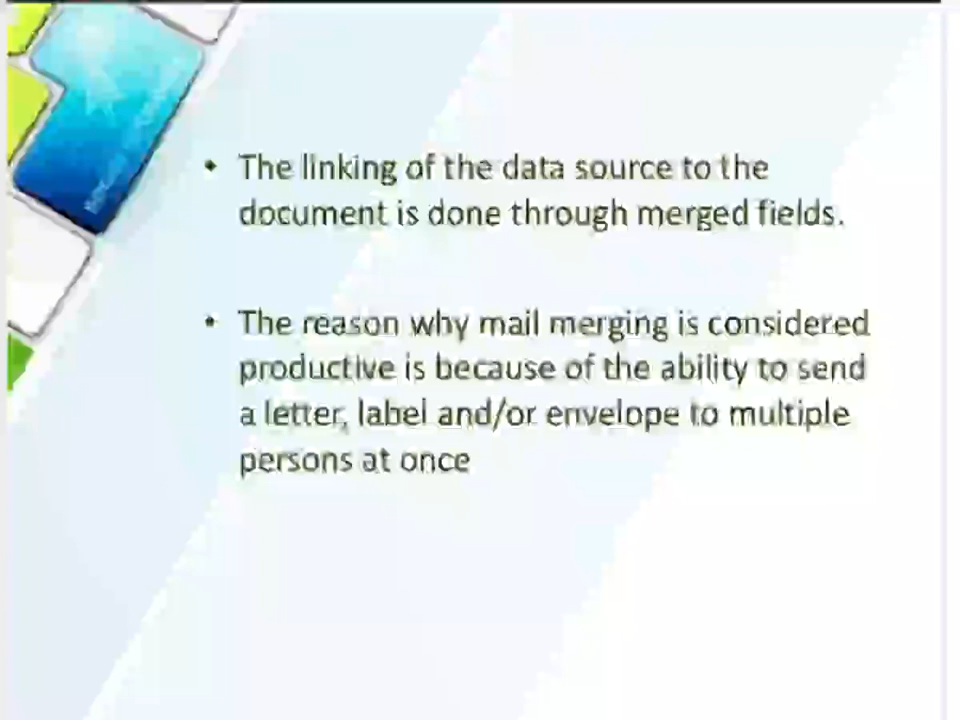 • The linking of the data source to the
document is done through merged fields.
• The reason why mail merging is considered
productive is because of the ability to send
a letter, label and/or envelope to multiple
persons at once